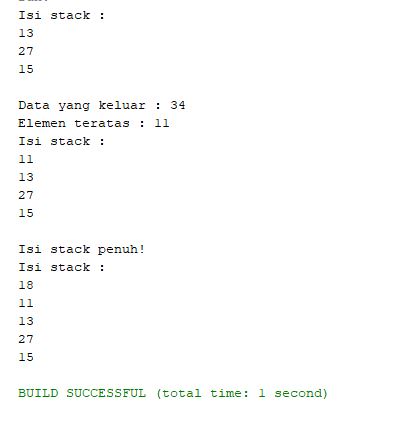 Isi stack :
13
27
15
Data yang keluar : 34
Elemen teratas : 11
Isi stack :
11
13
27
15
Isi stack penuh!
Isi stack :
18
11
13
27
15
BUILD SUCCESSFUL (total time: 1 second)